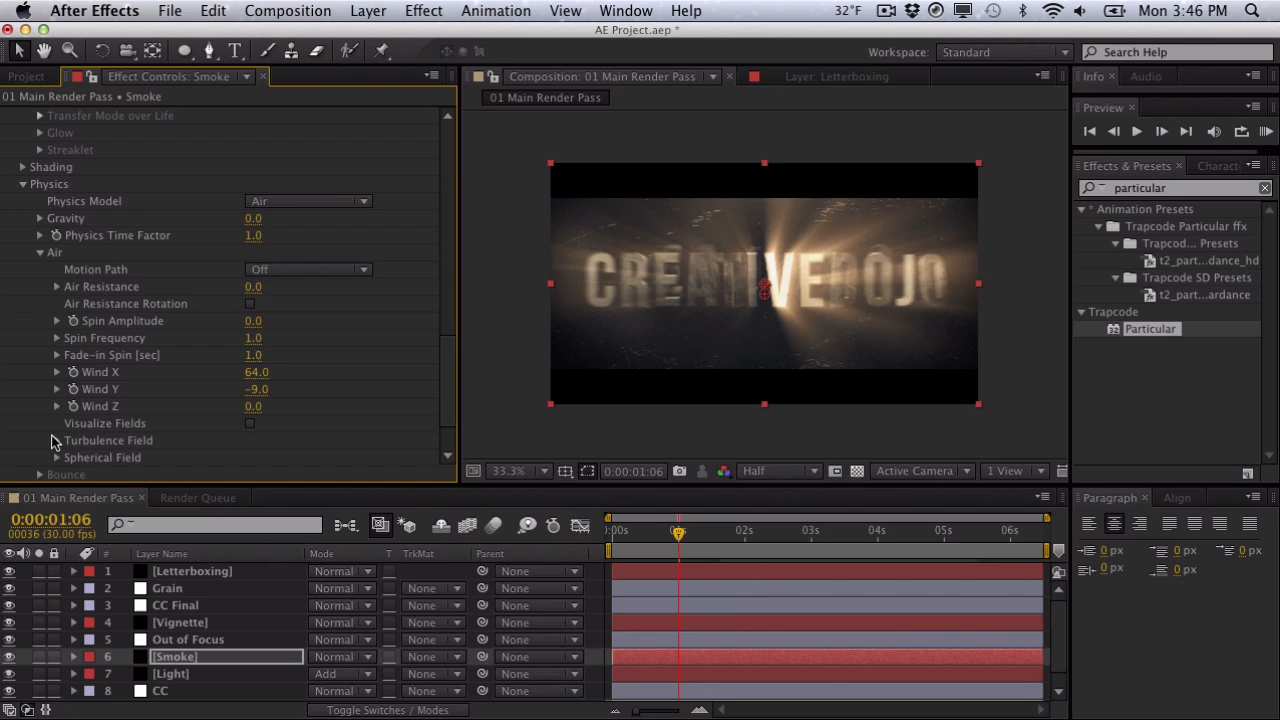 After Effects File Edit Composition Layer Effect Animation View Window Help 32°F Mon 3:46 PM
AE Project.aep *
Workspace: Standard Search Help
Project Effect Controls: Smoke Composition: 01 Main Render Pass Layer: Letterboxing Info Audio
01 Main Render Pass • Smoke
01 Main Render Pass
Preview
Transfer Mode over Life
Glow
Streaklet
Shading
Physics
Physics Model Air
Gravity 0.0
Physics Time Factor 1.0
Air
Motion Path Off
Air Resistance 0.0
Air Resistance Rotation
Spin Amplitude 0.0
Spin Frequency 1.0
Fade-in Spin [sec] 1.0
Wind X 64.0
Wind Y -9.0
Wind Z 0.0
Visualize Fields
Turbulence Field
Spherical Field
Bounce
CREATIVEDOJO
33.3% 0:00:01:06 Half Active Camera 1 View
Effects & Presets Charact
particular
* Animation Presets
Trapcode Particular ffx
Trapcod... Presets
t2_part...dance_hd
Trapcode SD Presets
t2_part...ardance
Trapcode
Particular
01 Main Render Pass Render Queue
0:00:01:06
00036 (30.00 fps)
:00s 02s 03s 04s 05s 06s
# Layer Name Mode T TrkMat Parent
1 [Letterboxing] Normal None
2 Grain Normal None None
3 CC Final Normal None None
4 [Vignette] Normal None None
5 Out of Focus Normal None None
6 [Smoke] Normal None None
7 [Light] Add None None
8 CC Normal None None
Toggle Switches / Modes
Paragraph Align
0 px 0 px 0 px
0 px 0 px